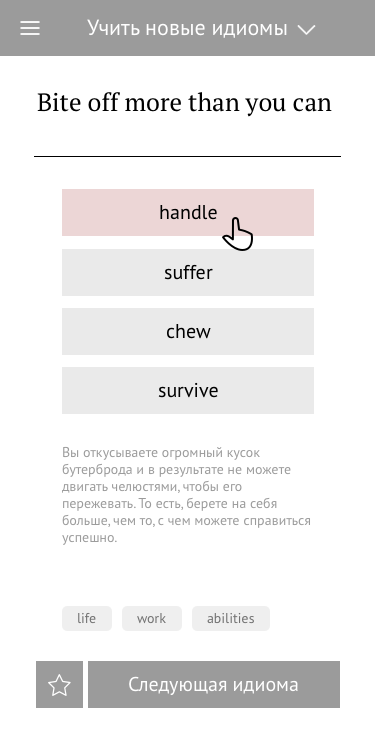 Учить новые идиомы
Bite off more than you can
handle
suffer
chew
survive
Вы откусываете огромный кусок
бутерброда и в результате не можете
двигать челюстями, чтобы его
пережевать. То есть, берете на себя
больше, чем то, с чем можете справиться
успешно.
life work abilities
Следующая идиома